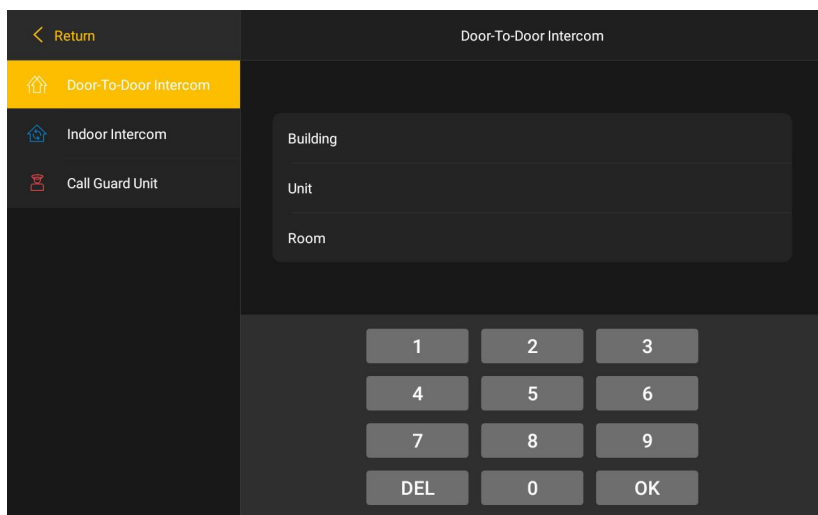 Return
Door-To-Door Intercom
Door-To-Door Intercom
Indoor Intercom
Call Guard Unit
Building
Unit
Room
1 2 3
4 5 6
7 8 9
DEL 0 OK